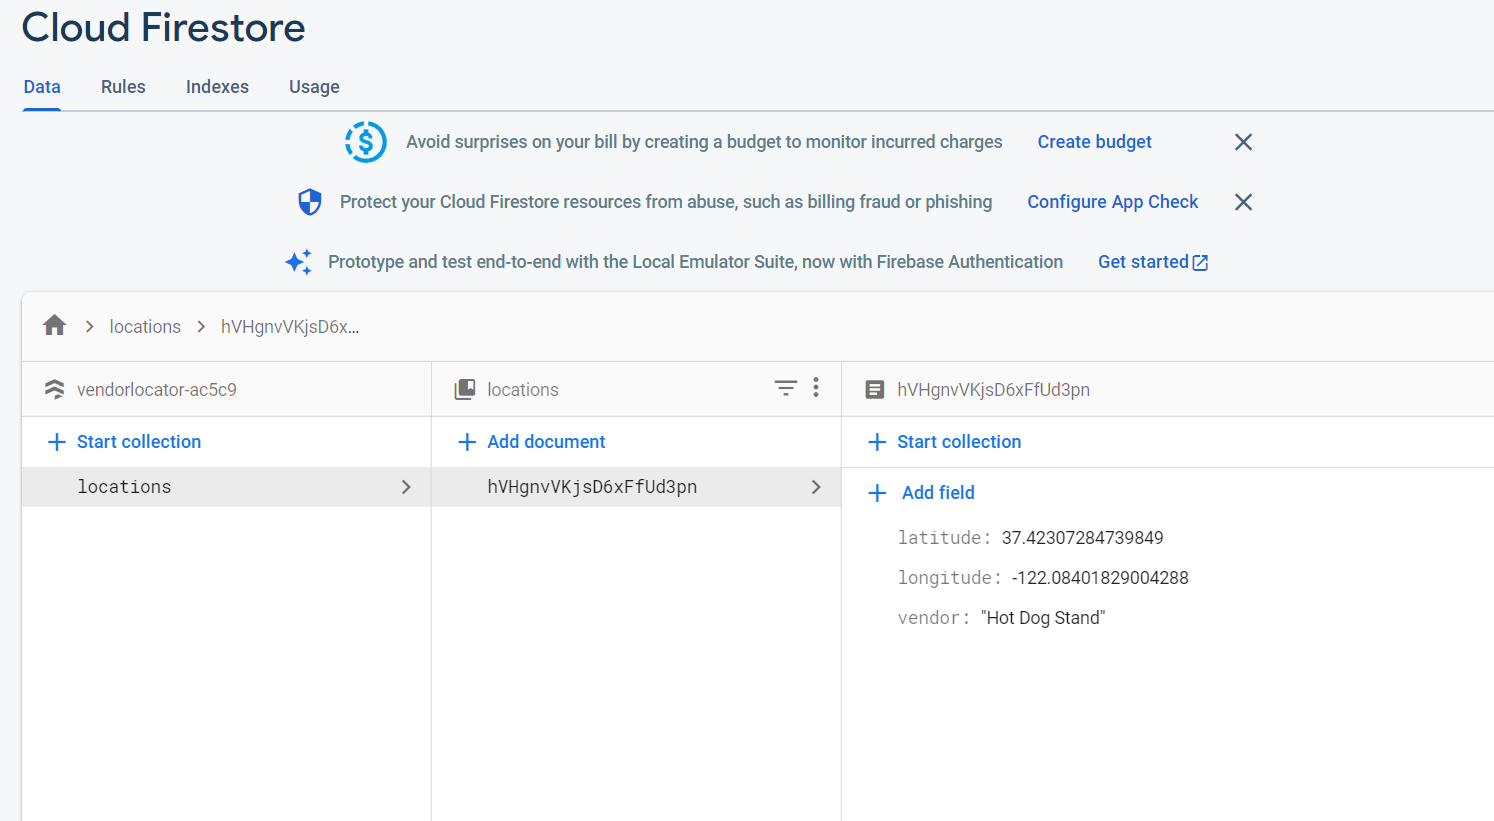 Cloud Firestore
Data Rules Indexes Usage
Avoid surprises on your bill by creating a budget to monitor incurred charges Create budget
Protect your Cloud Firestore resources from abuse, such as billing fraud or phishing Configure App Check
Prototype and test end-to-end with the Local Emulator Suite, now with Firebase Authentication Get started
locations hVHgnvVKjsD6x...
vendorlocator-ac5c9 locations hVHgnvVKjsD6xFfUd3pn
Start collection Add document Start collection
locations hVHgnvVKjsD6xFfUd3pn
Add field
latitude: 37.42307284739849
longitude: -122.08401829004288
vendor: "Hot Dog Stand"